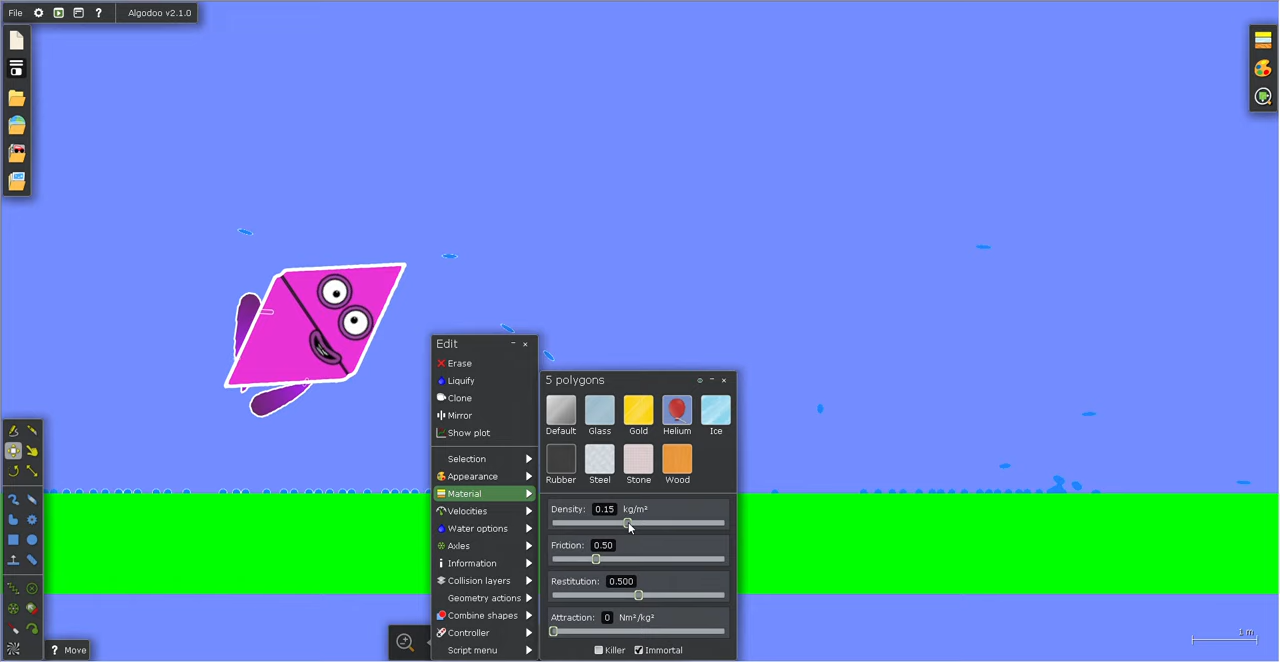 File ? Algodoo v2.1.0
Edit
Erase
Liquify
Clone
Mirror
Show plot
Selection
Appearance
Material
Velocities
Water options
Axles
Information
Collision layers
Geometry actions
Combine shapes
Controller
Script menu
5 polygons
Default Glass Gold Helium Ice
Rubber Steel Stone Wood
Density: 0.15 kg/m²
Friction: 0.50
Restitution: 0.500
Attraction: 0 Nm²/kg²
Killer Immortal
? Move
1 m